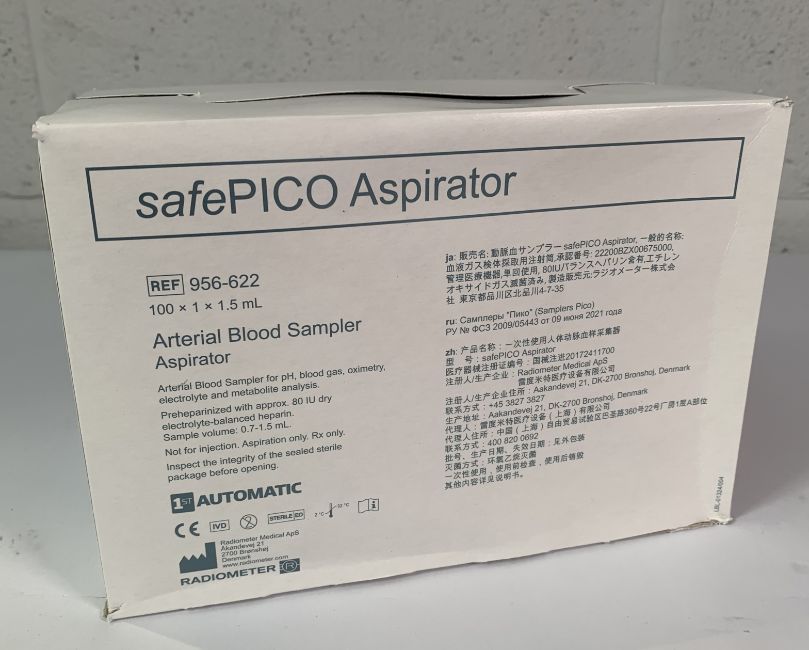 safePICO Aspirator
REF 956-622
100 × 1 × 1.5 mL
Arterial Blood Sampler
Aspirator
Arterial Blood Sampler for pH, blood gas, oximetry,
electrolyte and metabolite analysis.
Preheparinized with approx. 80 IU dry
electrolyte-balanced heparin.
Sample volume: 0.7-1.5 mL.
Not for injection. Aspiration only. Rx only.
Inspect the integrity of the sealed sterile
package before opening.
1ST AUTOMATIC
CE IVD 2 STERILE EO 2 °C 32 °C i
Radiometer Medical ApS
Åkandevej 21
2700 Brønshøj
Denmark
www.radiometer.com
RADIOMETER R
ja: 販売名: 動脈血サンプラー safePICO Aspirator, 一般的名称:
血液ガス検体採取用注射筒,承認番号: 22200BZX00675000,
管理医療機器,単回使用, 80IUバランスヘパリン含有,エチレン
オキサイドガス滅菌済み, 製造販売元:ラジオメーター株式会
社 東京都品川区北品川4-7-35
ru: Самплеры "Пико" (Samplers Pico)
РУ № ФСЗ 2009/05443 от 09 июня 2021 года
zh: 产品名称：一次性使用人体动脉血样采集器
型 号：safePICO Aspirator
医疗器械注册证编号：国械注进20172411700
注册人/生产企业：Radiometer Medical ApS
雷度米特医疗设备有限公司
注册人/生产企业住所：Aakandevej 21, DK-2700 Bronshoj, Denmark
联系方式：+45 3827 3827
生产地址：Aakandevej 21, DK-2700 Bronshoj, Denmark
代理人：雷度米特医疗设备（上海）有限公司
代理人住所：中国（上海）自由贸易试验区巴圣路360号22号厂房1层A部位
联系方式：400 820 0692
批号、生产日期、失效日期：见外包装
灭菌方式：环氧乙烷灭菌
一次性使用，使用前检查，使用后销毁
其他内容详见说明书。
LBL-01324/004